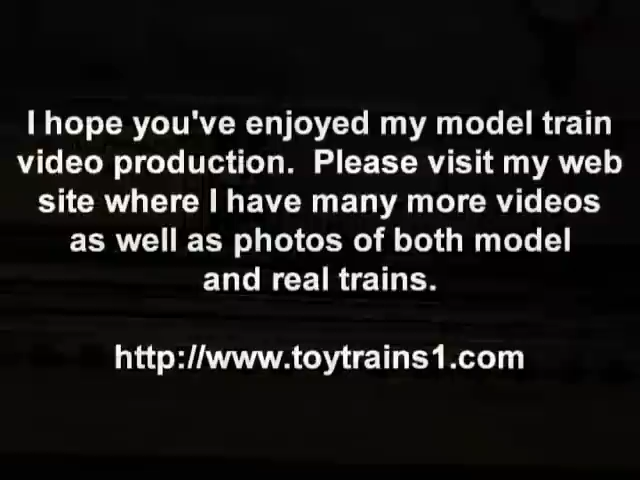 I hope you've enjoyed my model train
video production.  Please visit my web
site where I have many more videos
as well as photos of both model
and real trains.
http://www.toytrains1.com